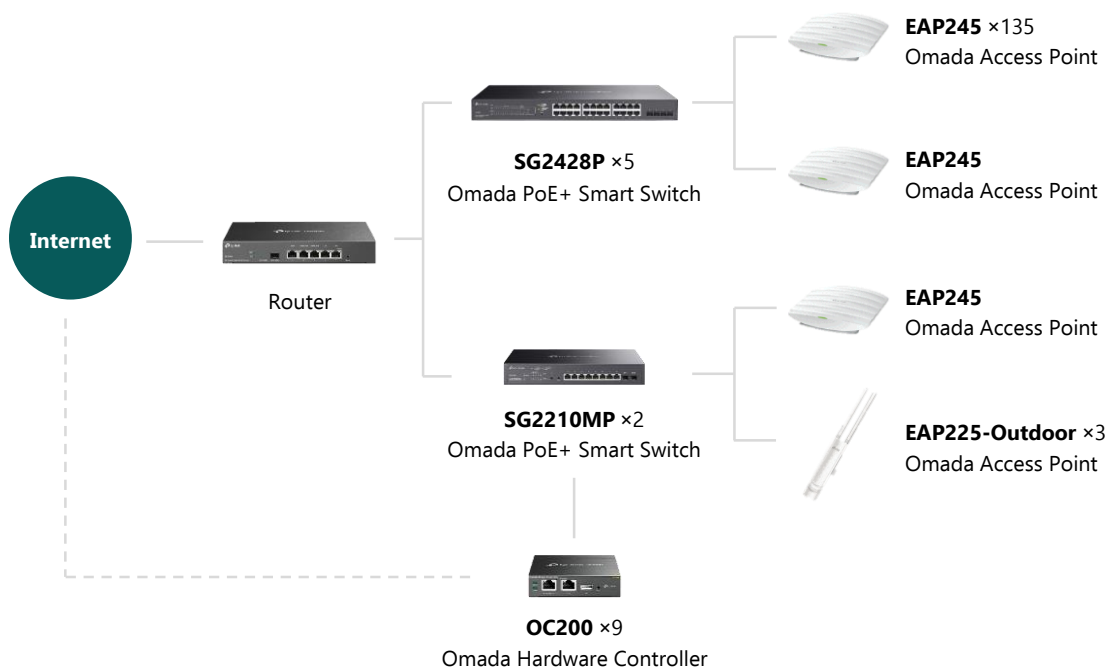 EAP245 ×135
Omada Access Point
SG2428P ×5
Omada PoE+ Smart Switch
EAP245
Omada Access Point
Internet
Router
EAP245
Omada Access Point
SG2210MP ×2
Omada PoE+ Smart Switch
EAP225-Outdoor ×3
Omada Access Point
OC200 ×9
Omada Hardware Controller